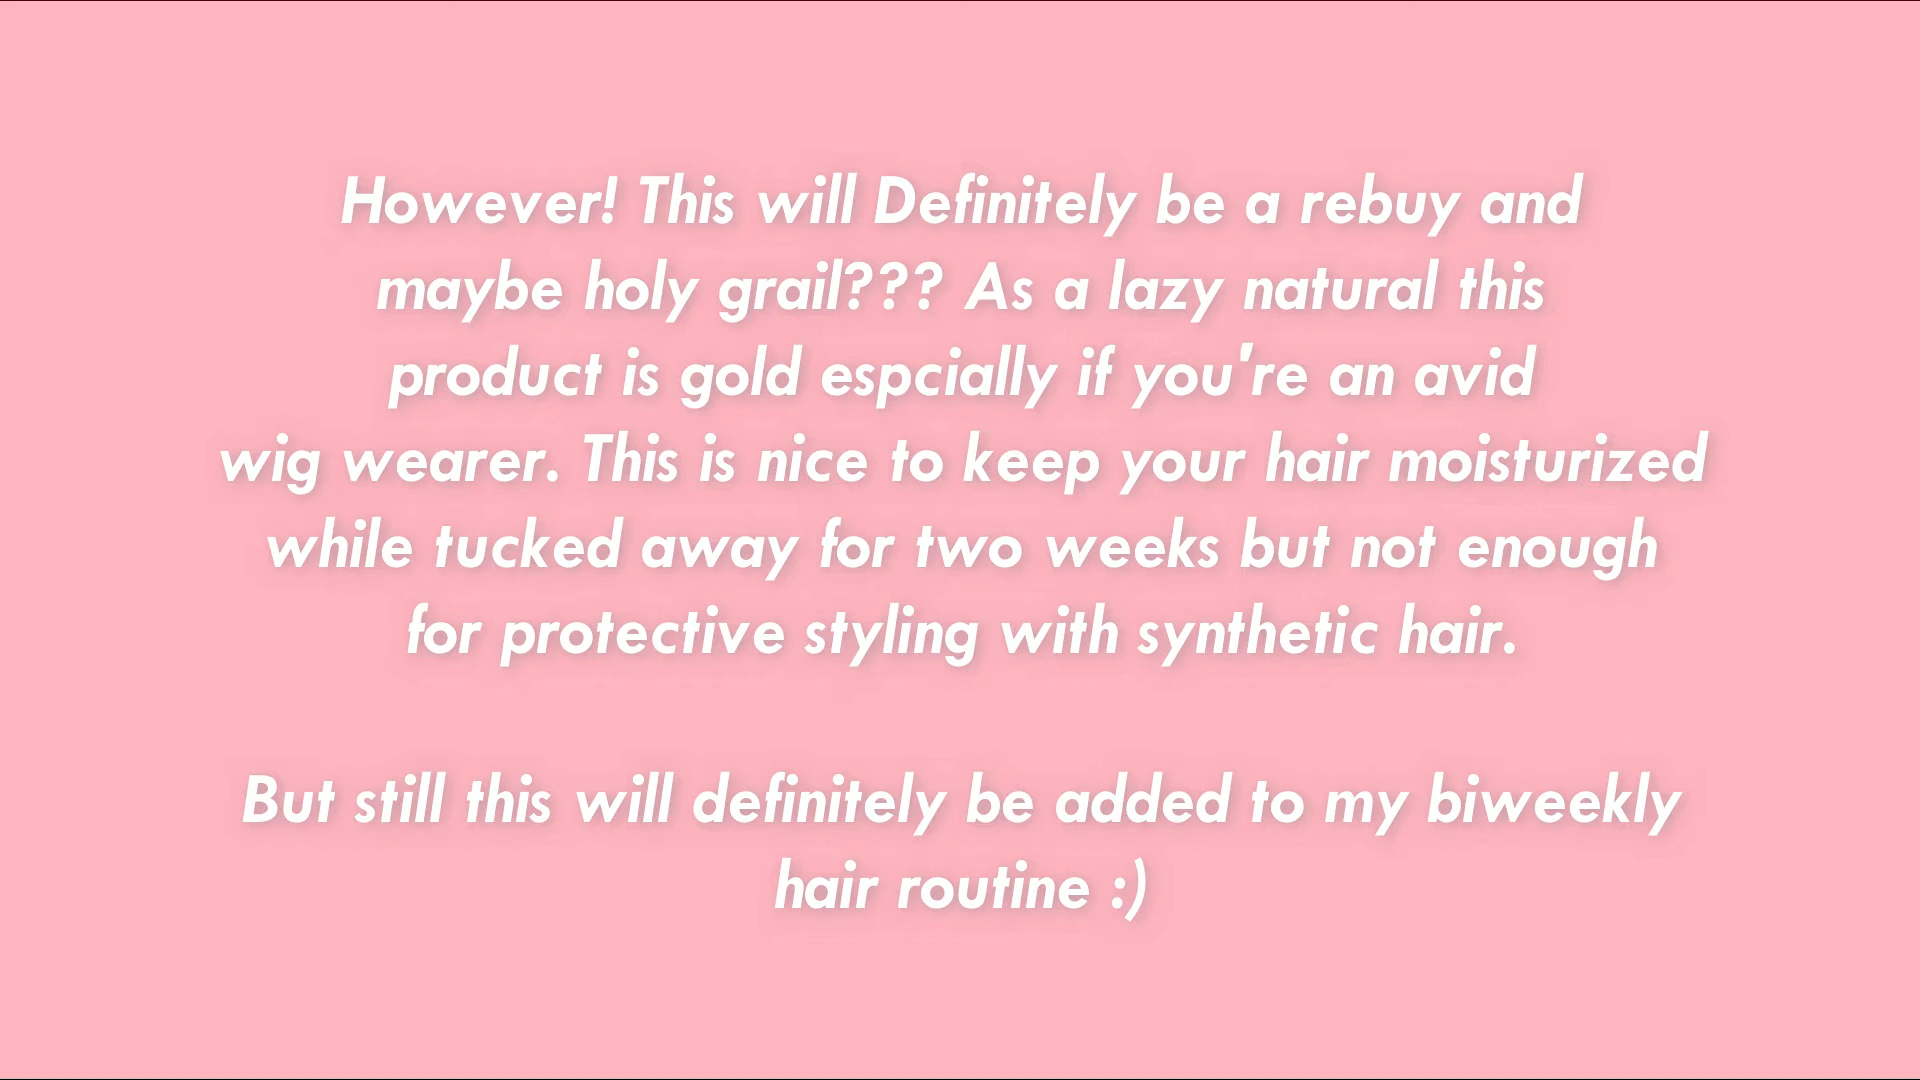 However! This will Definitely be a rebuy and
maybe holy grail??? As a lazy natural this
product is gold espcially if you're an avid
wig wearer. This is nice to keep your hair moisturized
while tucked away for two weeks but not enough
for protective styling with synthetic hair.
But still this will definitely be added to my biweekly
hair routine :)